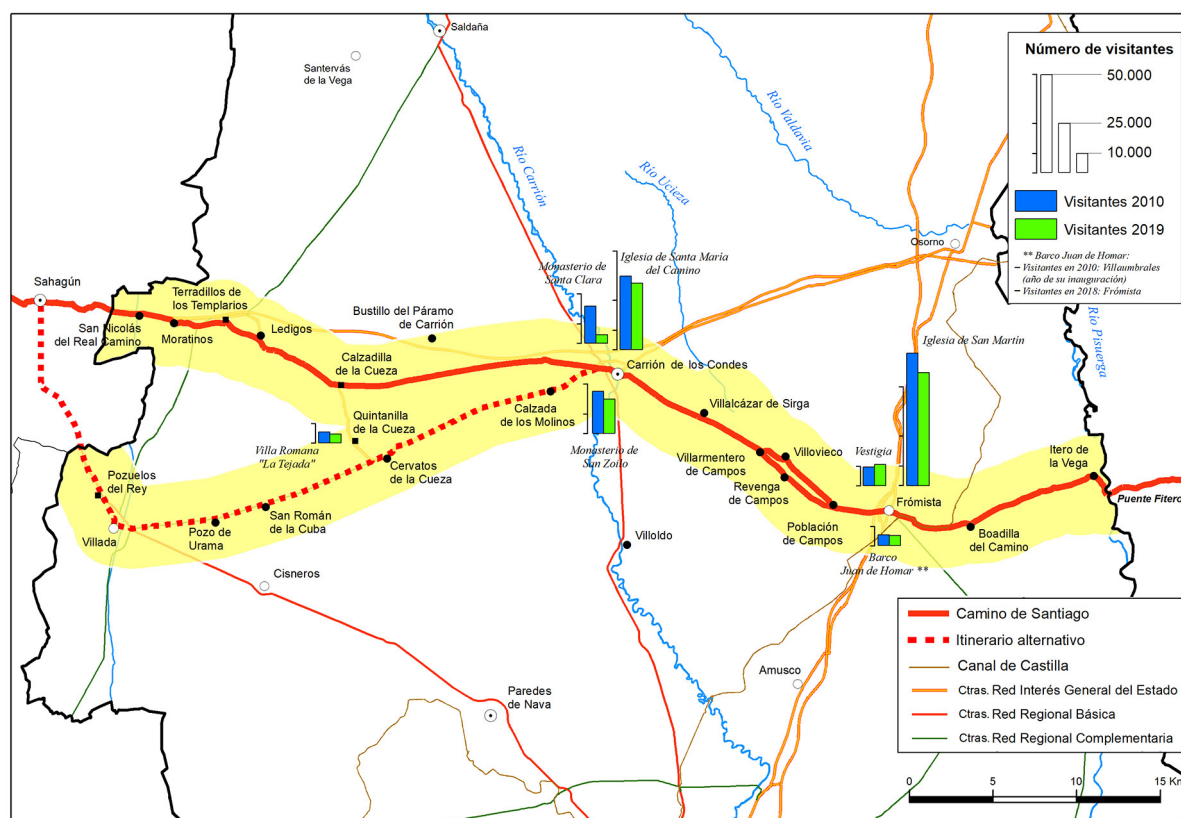 Saldaña
Santervás
de la Vega
Río Carrión
Río Ucieza
Río Valdavia
Osorno
Número de visitantes
50.000
25.000
10.000
Visitantes 2010
Visitantes 2019
** Barco Juan de Homar:
Visitantes en 2010: Villaumbrales
(año de su inauguración)
Visitantes en 2018: Frómista
Río Pisuerga
Sahagún
Terradillos de
los Templarios
San Nicolás
del Real Camino
Moratinos
Ledigos
Bustillo del Páramo
de Carrión
Calzadilla
de la Cueza
Monasterio de
Santa Clara
Iglesia de Santa María
del Camino
Carrión de los Condes
Iglesia de San Martín
Quintanilla
de la Cueza
Villa Romana
"La Tejada"
Cervatos
de la Cueza
Calzada
de los Molinos
Monasterio de
San Zoilo
Villalcázar de Sirga
Villarmentero
de Campos
Villovieco
Revenga
de Campos
Vestigia
Frómista
Población
de Campos
Itero de
la Vega
Puente Fitero
Boadilla
del Camino
Barco
Juan de Homar **
Pozuelos
del Rey
Villada
Pozo de
Urama
San Román
de la Cuba
Cisneros
Villoldo
Paredes
de Nava
Amusco
Camino de Santiago
Itinerario alternativo
Canal de Castilla
Ctras. Red Interés General del Estado
Ctras. Red Regional Básica
Ctras. Red Regional Complementaria
0 5 10 15 Km